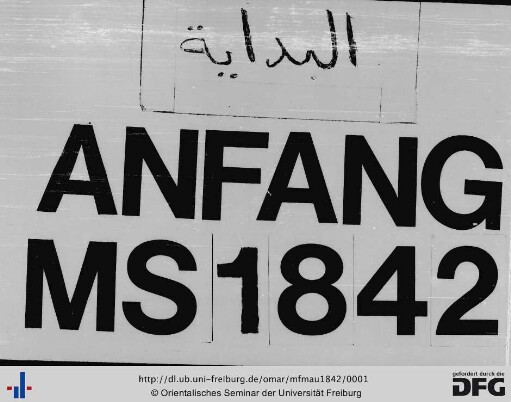 البداية
ANFANG
MS 1842
http://dl.ub.uni-freiburg.de/omar/mfmau1842/0001
© Orientalisches Seminar der Universität Freiburg
gefördert durch die
DFG